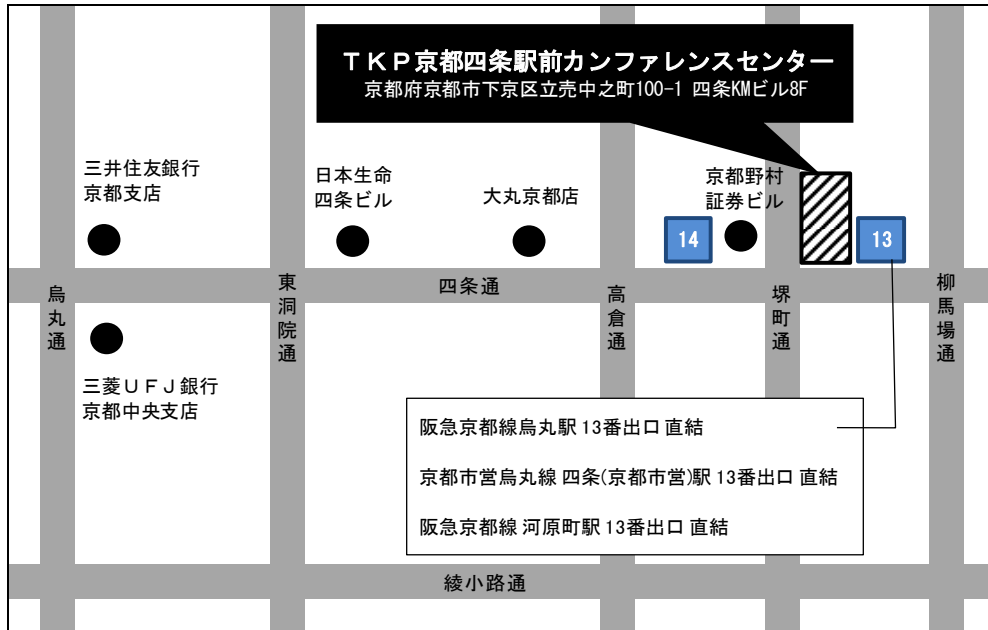 ＴＫＰ京都四条駅前カンファレンスセンター
京都府京都市下京区立売中之町100-1 四条KMビル8F
三井住友銀行
京都支店
日本生命
四条ビル
大丸京都店
京都野村
証券ビル
14
13
四条通
烏丸通
東洞院通
高倉通
堺町通
柳馬場通
三菱ＵＦＪ銀行
京都中央支店
阪急京都線烏丸駅 13番出口 直結
京都市営烏丸線 四条(京都市営)駅 13番出口 直結
阪急京都線 河原町駅 13番出口 直結
綾小路通